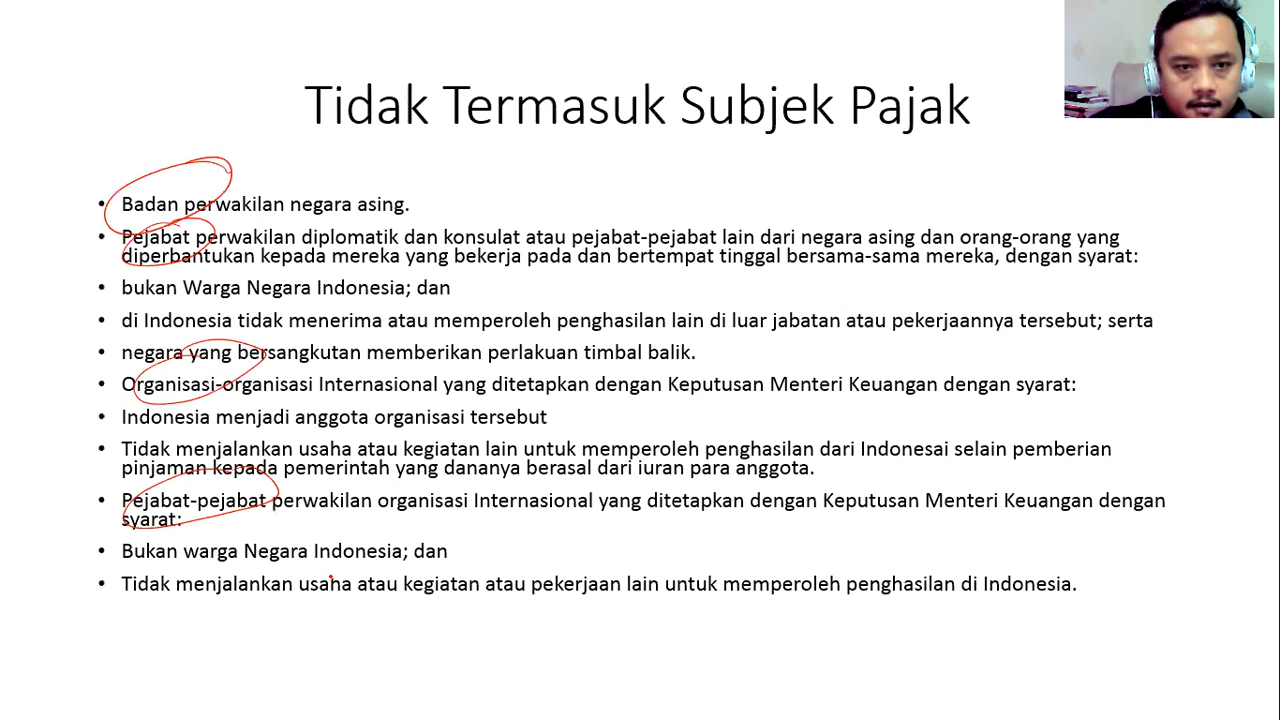 Tidak Termasuk Subjek Pajak
• Badan perwakilan negara asing.
• Pejabat perwakilan diplomatik dan konsulat atau pejabat-pejabat lain dari negara asing dan orang-orang yang
diperbantukan kepada mereka yang bekerja pada dan bertempat tinggal bersama-sama mereka, dengan syarat:
• bukan Warga Negara Indonesia; dan
• di Indonesia tidak menerima atau memperoleh penghasilan lain di luar jabatan atau pekerjaannya tersebut; serta
• negara yang bersangkutan memberikan perlakuan timbal balik.
• Organisasi-organisasi Internasional yang ditetapkan dengan Keputusan Menteri Keuangan dengan syarat:
• Indonesia menjadi anggota organisasi tersebut
• Tidak menjalankan usaha atau kegiatan lain untuk memperoleh penghasilan dari Indonesai selain pemberian
pinjaman kepada pemerintah yang dananya berasal dari iuran para anggota.
• Pejabat-pejabat perwakilan organisasi Internasional yang ditetapkan dengan Keputusan Menteri Keuangan dengan
syarat:
• Bukan warga Negara Indonesia; dan
• Tidak menjalankan usaha atau kegiatan atau pekerjaan lain untuk memperoleh penghasilan di Indonesia.